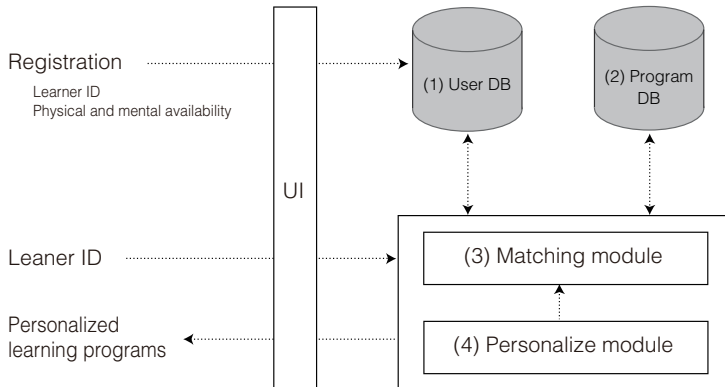 Registration
Learner ID
Physical and mental availability
(1) User DB
(2) Program
DB
UI
Leaner ID
(3) Matching module
Personalized
learning programs
(4) Personalize module